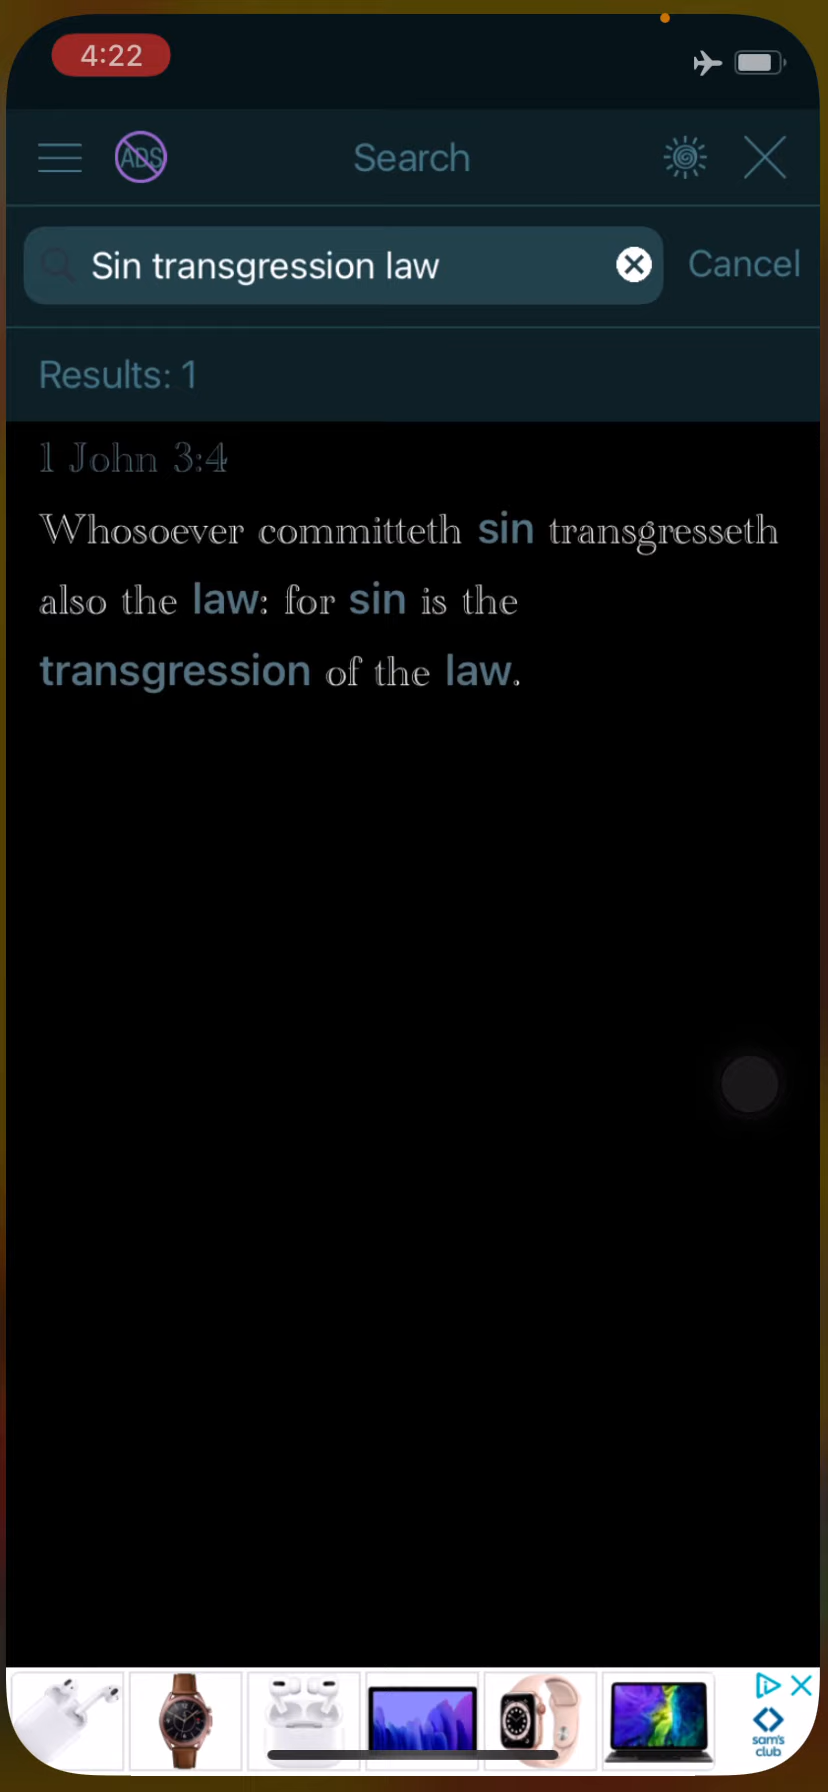 4:22
ADS
Search
Sin transgression law
Cancel
Results: 1
1 John 3:4
Whosoever committeth sin transgresseth
also the law: for sin is the
transgression of the law.
sam's
club